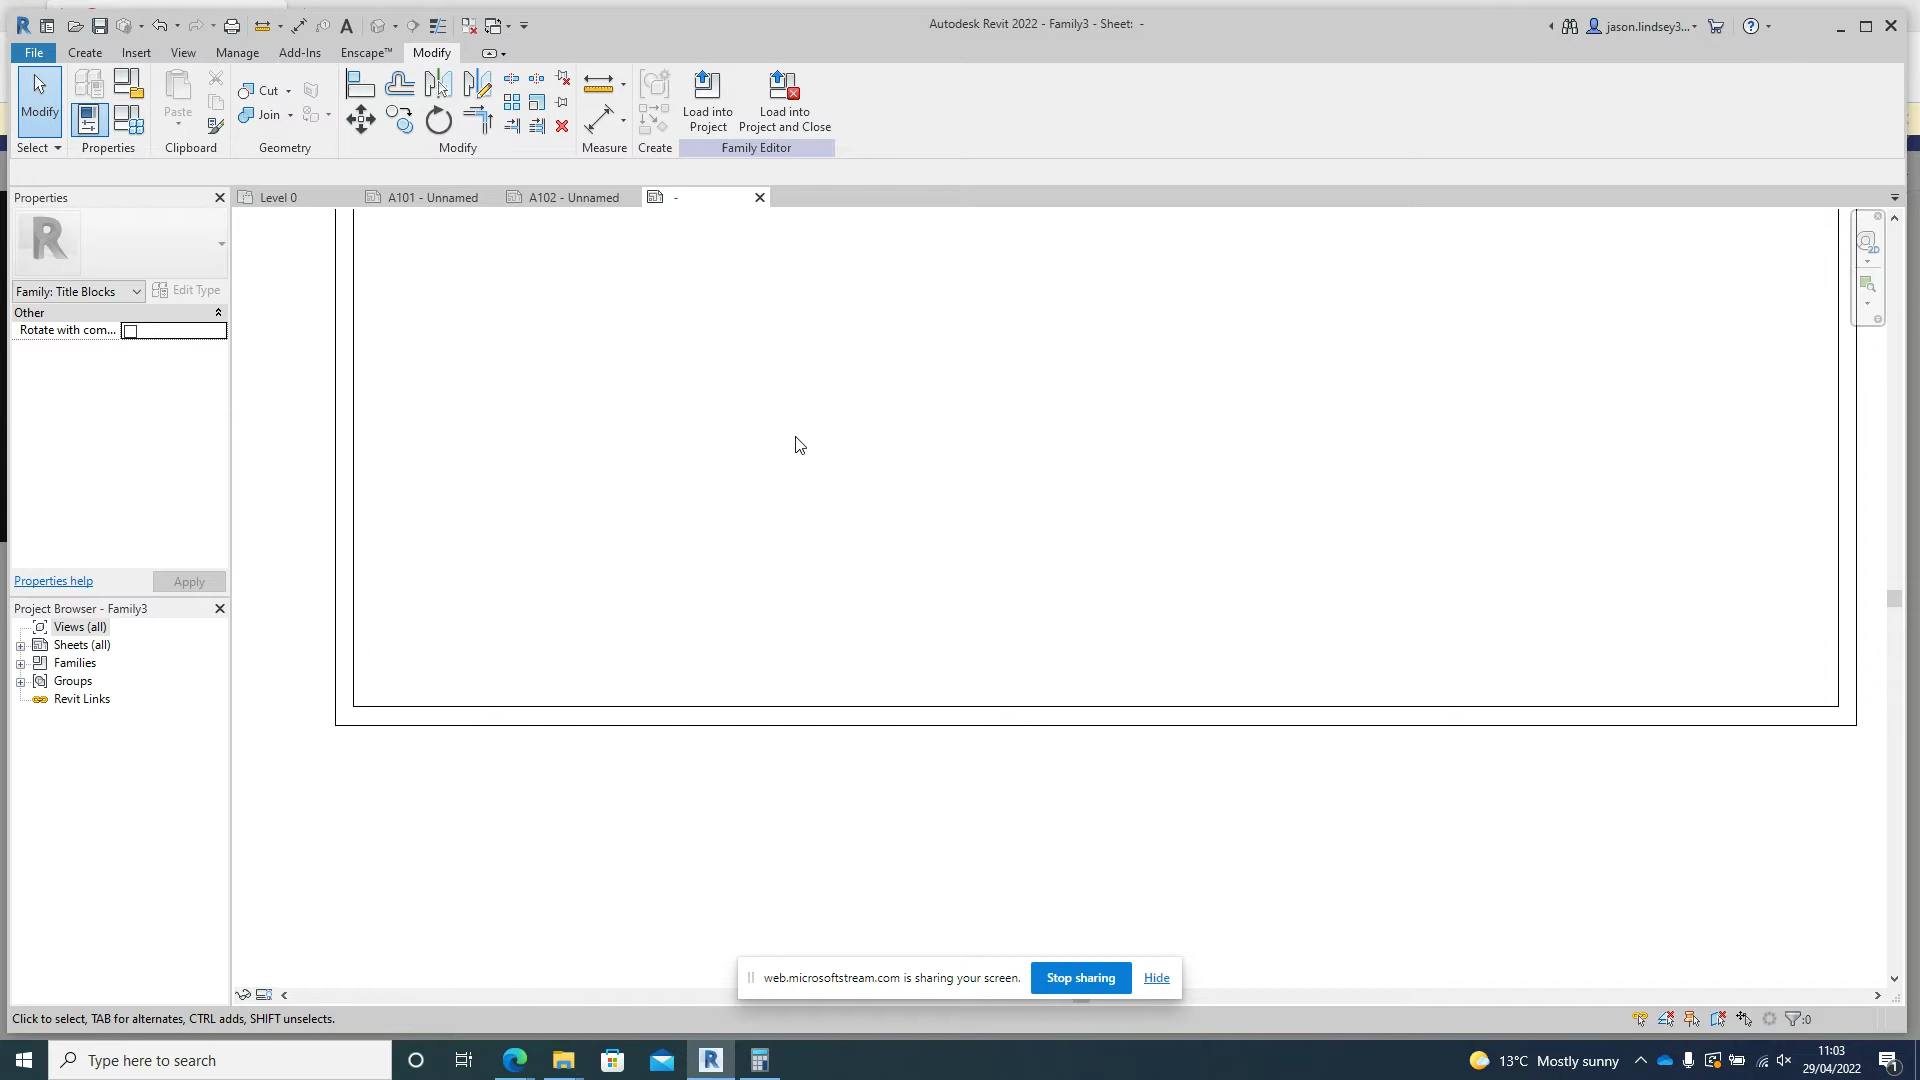 Autodesk Revit 2022 - Family3 - Sheet: -
jason.lindsey3...
File Create Insert View Manage Add-Ins Enscape™ Modify
Modify
Paste
Cut
Join
Load into Project
Load into Project and Close
Select Properties Clipboard Geometry Modify Measure Create Family Editor
Properties
Level 0
A101 - Unnamed
A102 - Unnamed
-
R
Family: Title Blocks
Edit Type
Other
Rotate with com...
Properties help
Apply
Project Browser - Family3
Views (all)
Sheets (all)
Families
Groups
Revit Links
2D
web.microsoftstream.com is sharing your screen.
Stop sharing
Hide
Click to select, TAB for alternates, CTRL adds, SHIFT unselects.
:0
Type here to search
13°C Mostly sunny
11:03
29/04/2022
1